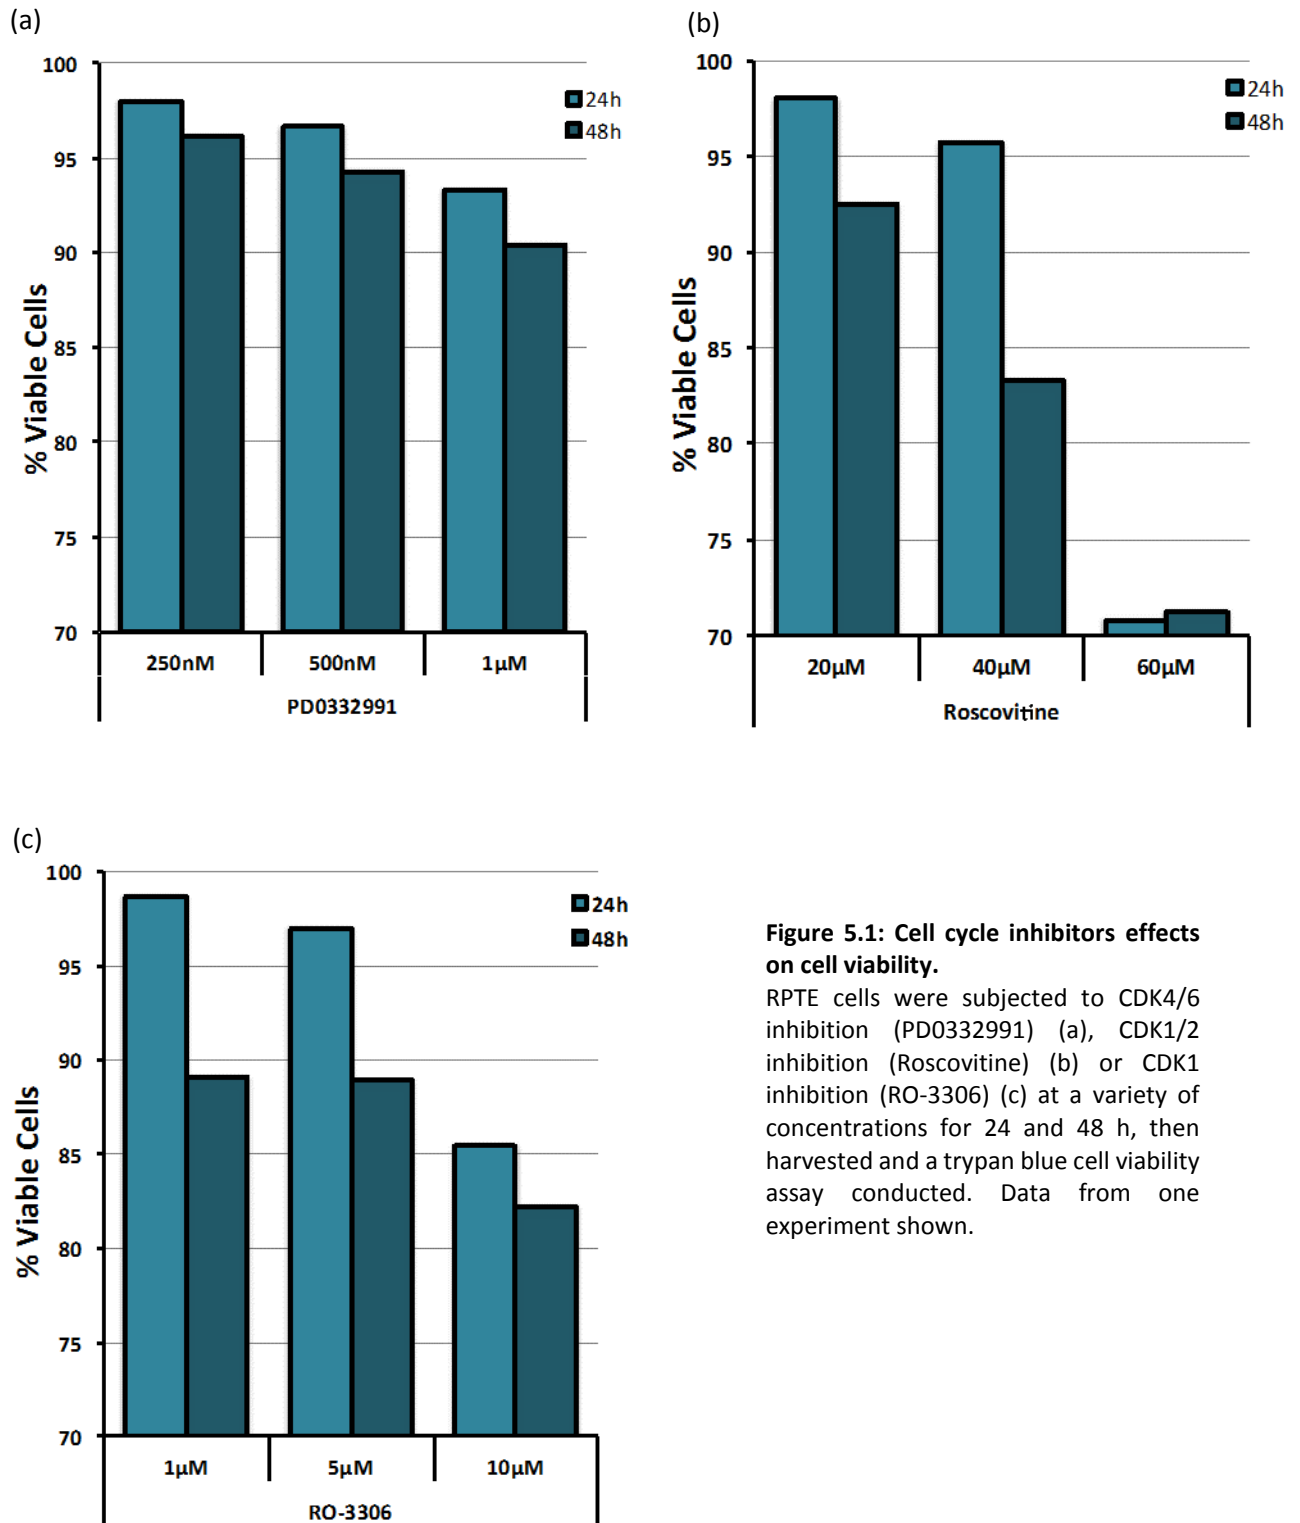 (a)
100
95
90
85
80
75
70
% Viable Cells
24h
48h
250nM 500nM 1µM
PD0332991
(b)
100
95
90
85
80
75
70
% Viable Cells
24h
48h
20µM 40µM 60µM
Roscovitine
(c)
100
95
90
85
80
75
70
% Viable Cells
24h
48h
1µM 5µM 10µM
RO-3306
Figure 5.1: Cell cycle inhibitors effects
on cell viability.
RPTE cells were subjected to CDK4/6
inhibition (PD0332991) (a), CDK1/2
inhibition (Roscovitine) (b) or CDK1
inhibition (RO-3306) (c) at a variety of
concentrations for 24 and 48 h, then
harvested and a trypan blue cell viability
assay conducted. Data from one
experiment shown.